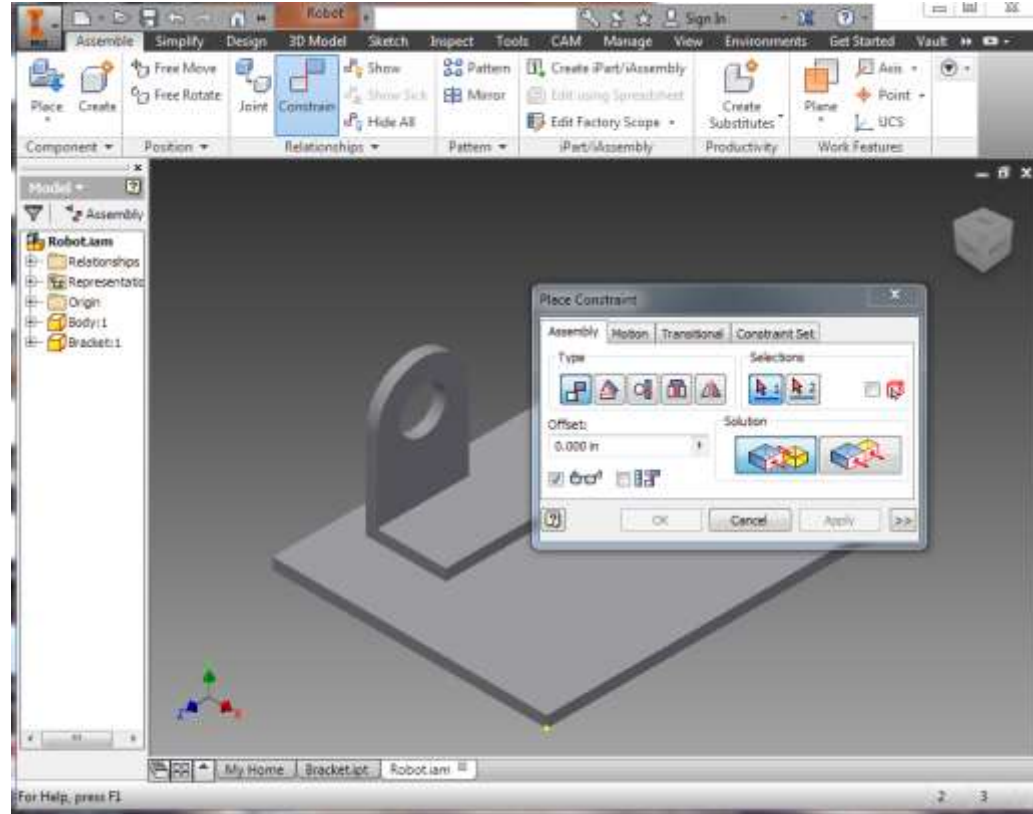 Robot
Sign In
Assemble Simplify Design 3D Model Sketch Inspect Tools CAM Manage View Environments Get Started Vault
Free Move Show Pattern Create iPart/iAssembly Axis
Free Rotate Show Sick Mirror Edit using Spreadsheet Point
Place Create Joint Constrain Hide All Edit Factory Scope Create Substitutes Plane UCS
Component Position Relationships Pattern iPart/iAssembly Productivity Work Features
Model
Assembly
Robot.iam
Relationships
Representatio
Origin
Body:1
Bracket:1
Place Constraint
Assembly Motion Transitional Constraint Set
Type Selections
1 2
Offset: Solution
0.000 in
OK Cancel Apply >>
My Home Bracket.ipt Robot.iam
For Help, press F1 2 3